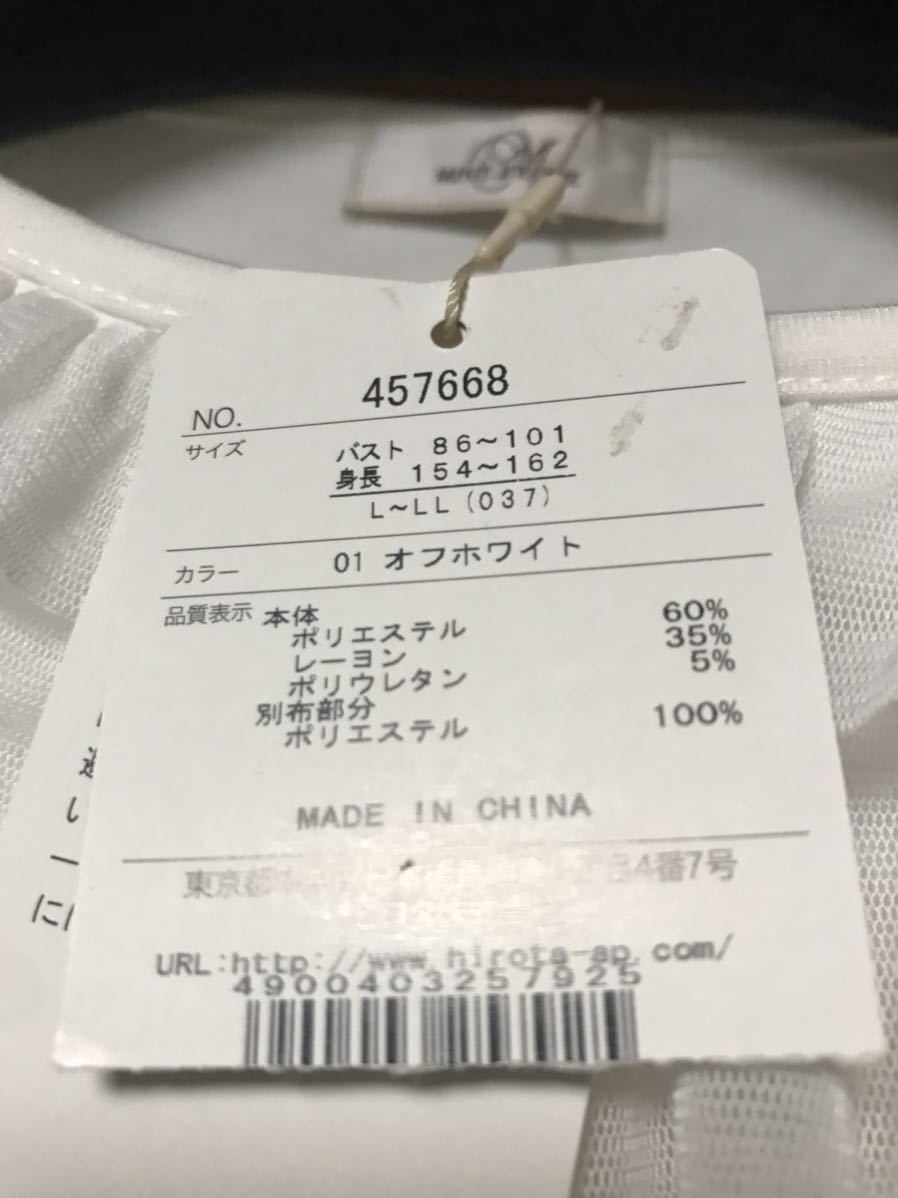 NO. 457668
サイズ バスト 86～101
身長 154～162
L～LL(037)
カラー 01 オフホワイト
品質表示 本体
ポリエステル 60%
レーヨン 35%
ポリウレタン 5%
別布部分
ポリエステル 100%
MADE IN CHINA
東京都 4番7号
URL:http://www.hirota-ap.com/
4900403257925
し
ー
に